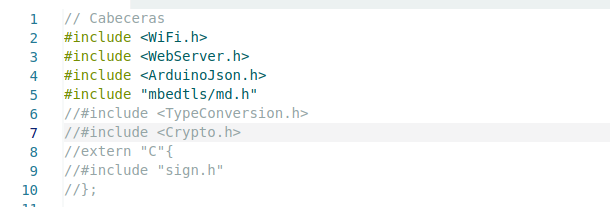 1 // Cabeceras
2 #include <WiFi.h>
3 #include <WebServer.h>
4 #include <ArduinoJson.h>
5 #include "mbedtls/md.h"
6 //#include <TypeConversion.h>
7 //#include <Crypto.h>
8 //extern "C"{
9 //#include "sign.h"
10 //};
11